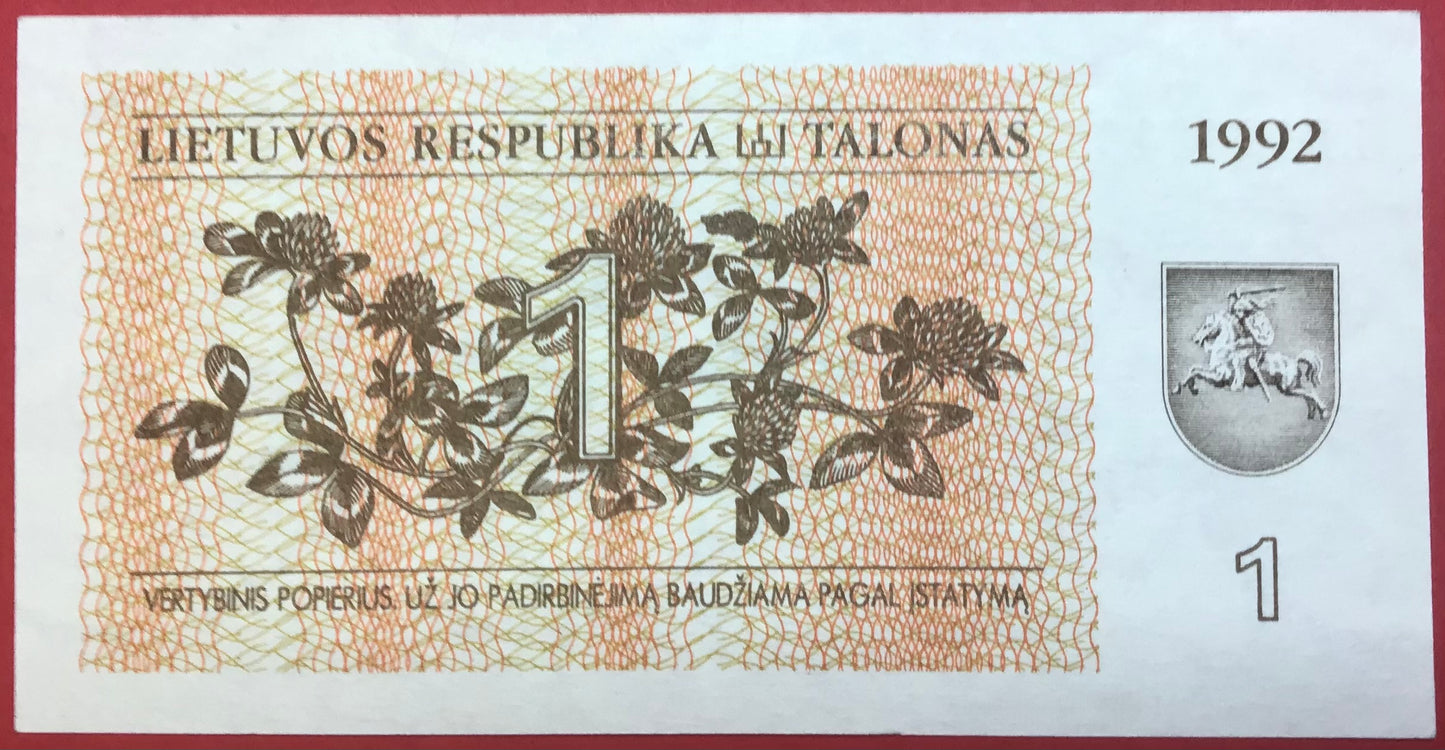 LIETUVOS RESPUBLIKA TALONAS
1992
1
1
VERTYBINIS POPIERIUS. UŽ JO PADIRBINĖJIMĄ BAUDŽIAMA PAGAL ĮSTATYMĄ